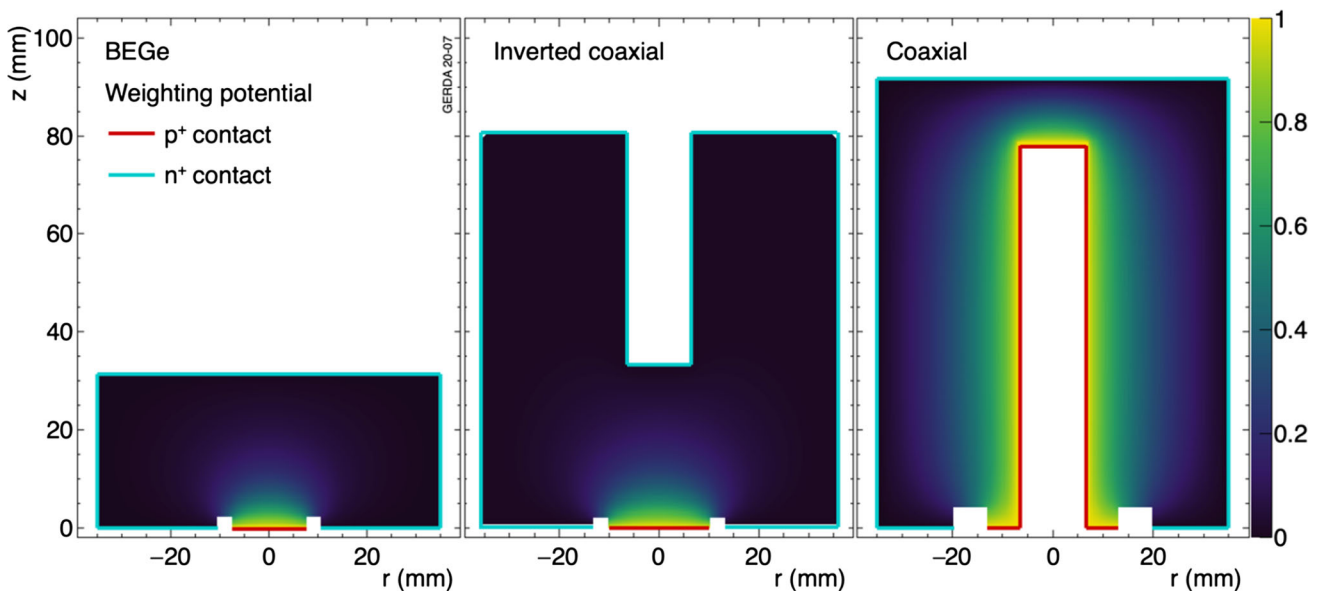 BEGe
Weighting potential
p+ contact
n+ contact
Inverted coaxial
Coaxial
GERDA 20-07
z (mm)
100
80
60
40
20
0
−20 0 20
r (mm)
−20 0 20
r (mm)
−20 0 20
r (mm)
1
0.8
0.6
0.4
0.2
0